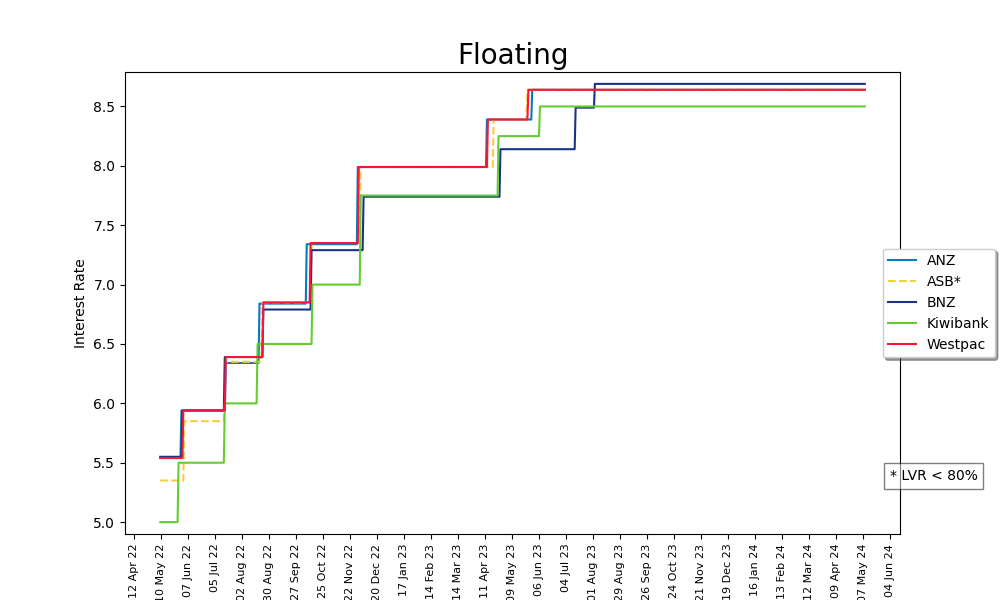 Floating
Interest Rate
8.5
8.0
7.5
7.0
6.5
6.0
5.5
5.0
12 Apr 22
10 May 22
07 Jun 22
05 Jul 22
02 Aug 22
30 Aug 22
27 Sep 22
25 Oct 22
22 Nov 22
20 Dec 22
17 Jan 23
14 Feb 23
14 Mar 23
11 Apr 23
09 May 23
06 Jun 23
04 Jul 23
01 Aug 23
29 Aug 23
26 Sep 23
24 Oct 23
21 Nov 23
19 Dec 23
16 Jan 24
13 Feb 24
12 Mar 24
09 Apr 24
07 May 24
04 Jun 24
ANZ
ASB*
BNZ
Kiwibank
Westpac
* LVR < 80%